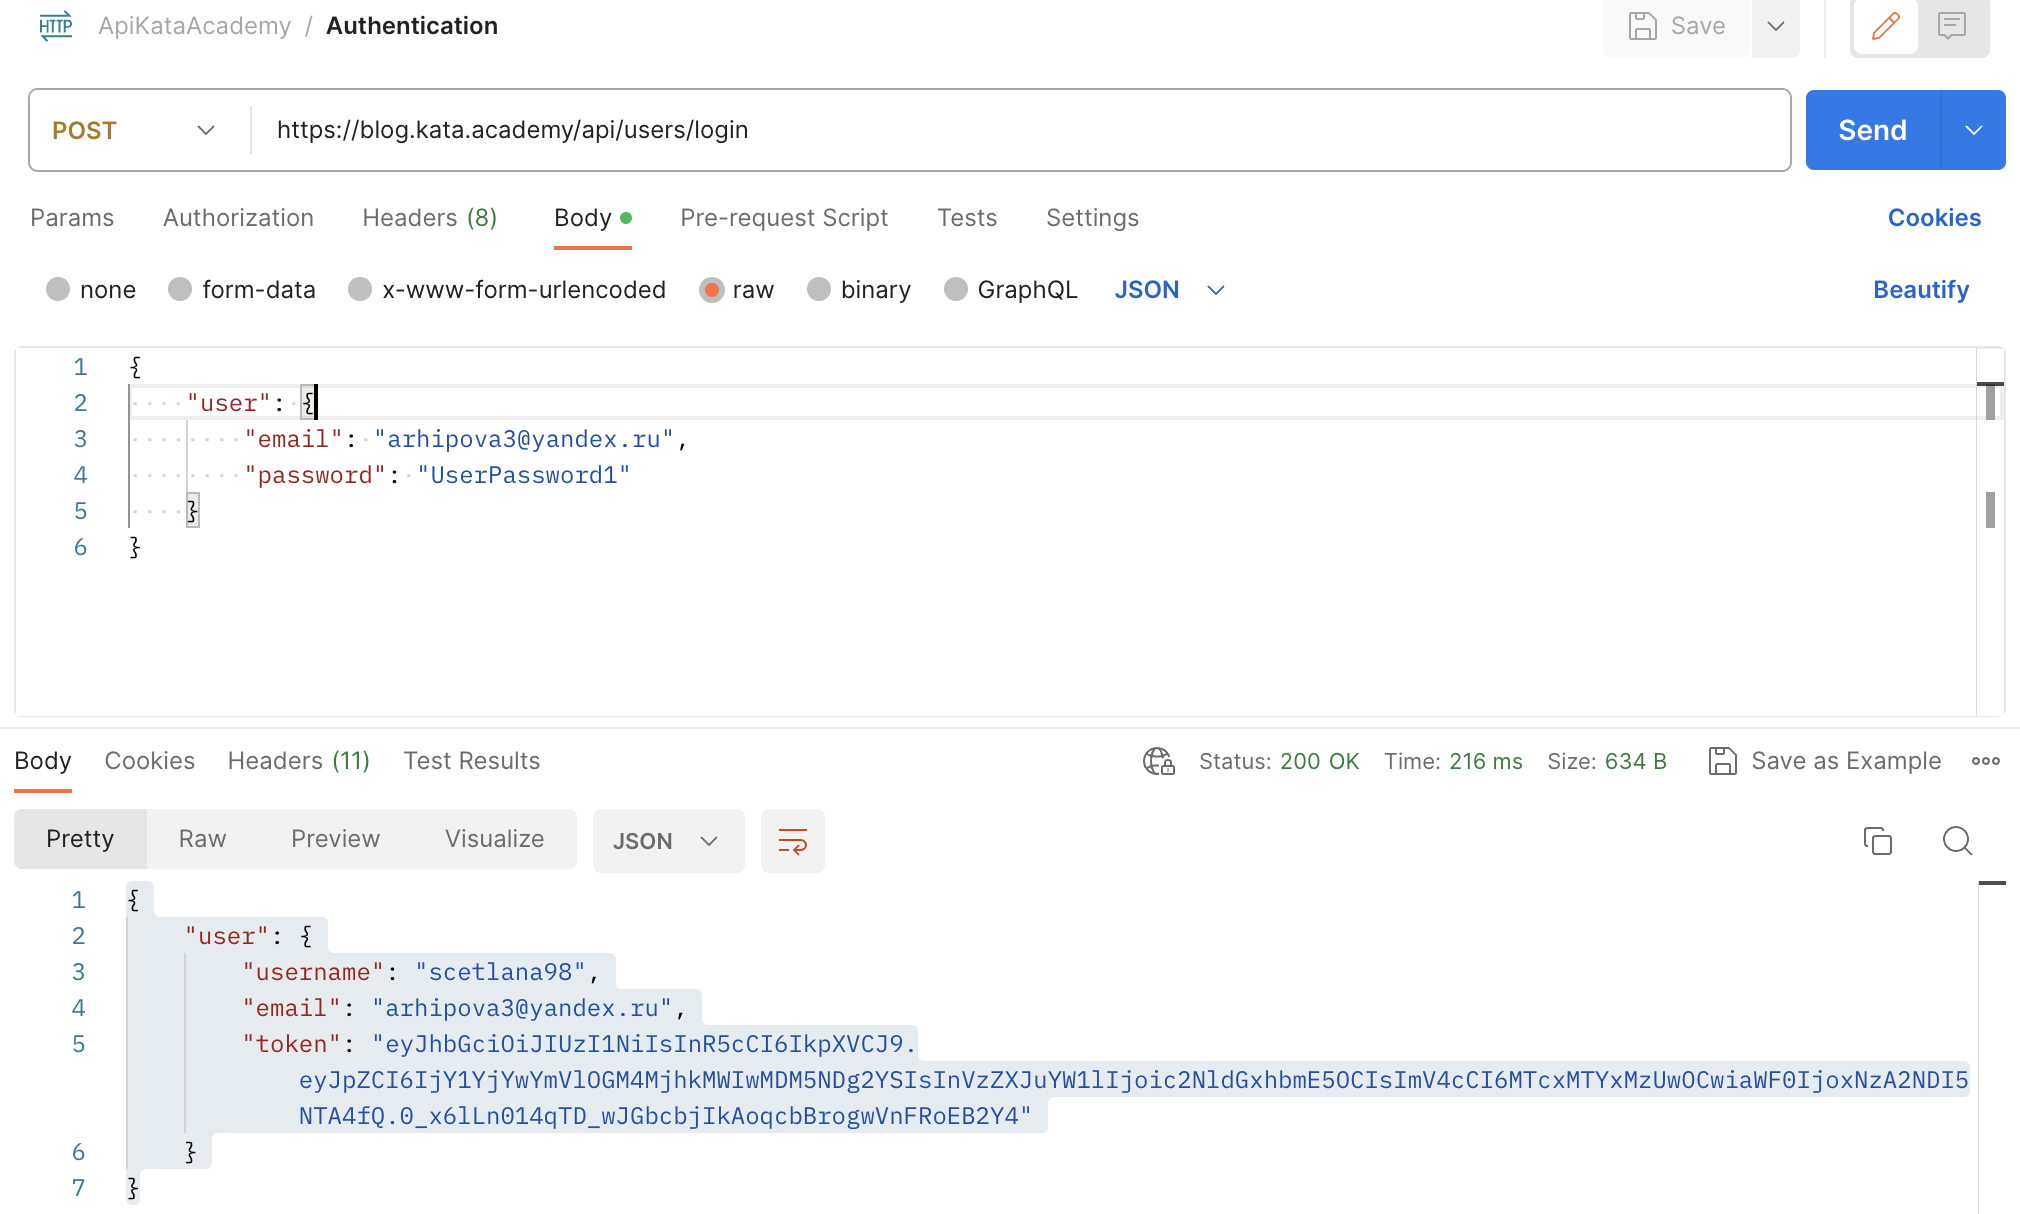 HTTP ApiKataAcademy / Authentication Save
POST https://blog.kata.academy/api/users/login Send
Params Authorization Headers (8) Body Pre-request Script Tests Settings Cookies
none form-data x-www-form-urlencoded raw binary GraphQL JSON Beautify
1 {
2 "user": {
3 "email": "arhipova3@yandex.ru",
4 "password": "UserPassword1"
5 }
6 }
Body Cookies Headers (11) Test Results Status: 200 OK Time: 216 ms Size: 634 B Save as Example
Pretty Raw Preview Visualize JSON
1 {
2 "user": {
3 "username": "scetlana98",
4 "email": "arhipova3@yandex.ru",
5 "token": "eyJhbGciOiJIUzI1NiIsInR5cCI6IkpXVCJ9.
eyJpZCI6IjY1YjYwYmVlOGM4MjhkMWIwMDM5NDg2YSIsInVzZXJuYW1lIjoic2NldGxhbmE5OCIsImV4cCI6MTcxMTYxMzUwOCwiaWF0IjoxNzA2NDI5
NTA4fQ.0_x6lLn014qTD_wJGbcbjIkAoqcbBrogwVnFRoEB2Y4"
6 }
7 }